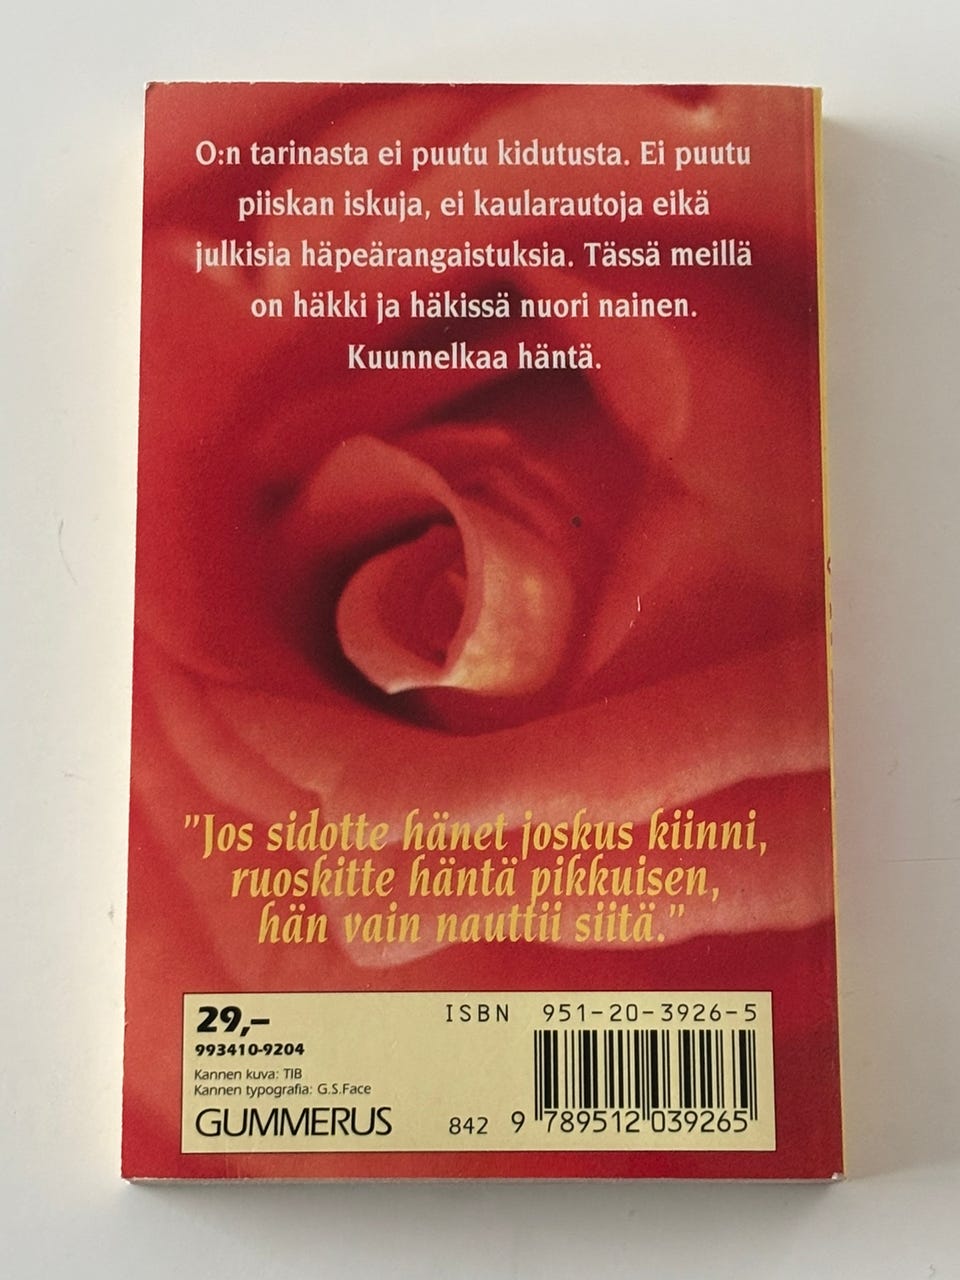 O:n tarinasta ei puutu kidutusta. Ei puutu
piiskan iskuja, ei kaularautoja eikä
julkisia häpeärangaistuksia. Tässä meillä
on häkki ja häkissä nuori nainen.
Kuunnelkaa häntä.
"Jos sidotte hänet joskus kiinni,
ruoskitte häntä pikkuisen,
hän vain nauttii siitä."
29,–
993410-9204
Kannen kuva: TIB
Kannen typografia: G.S.Face
GUMMERUS
ISBN 951-20-3926-5
842 9 789512 039265